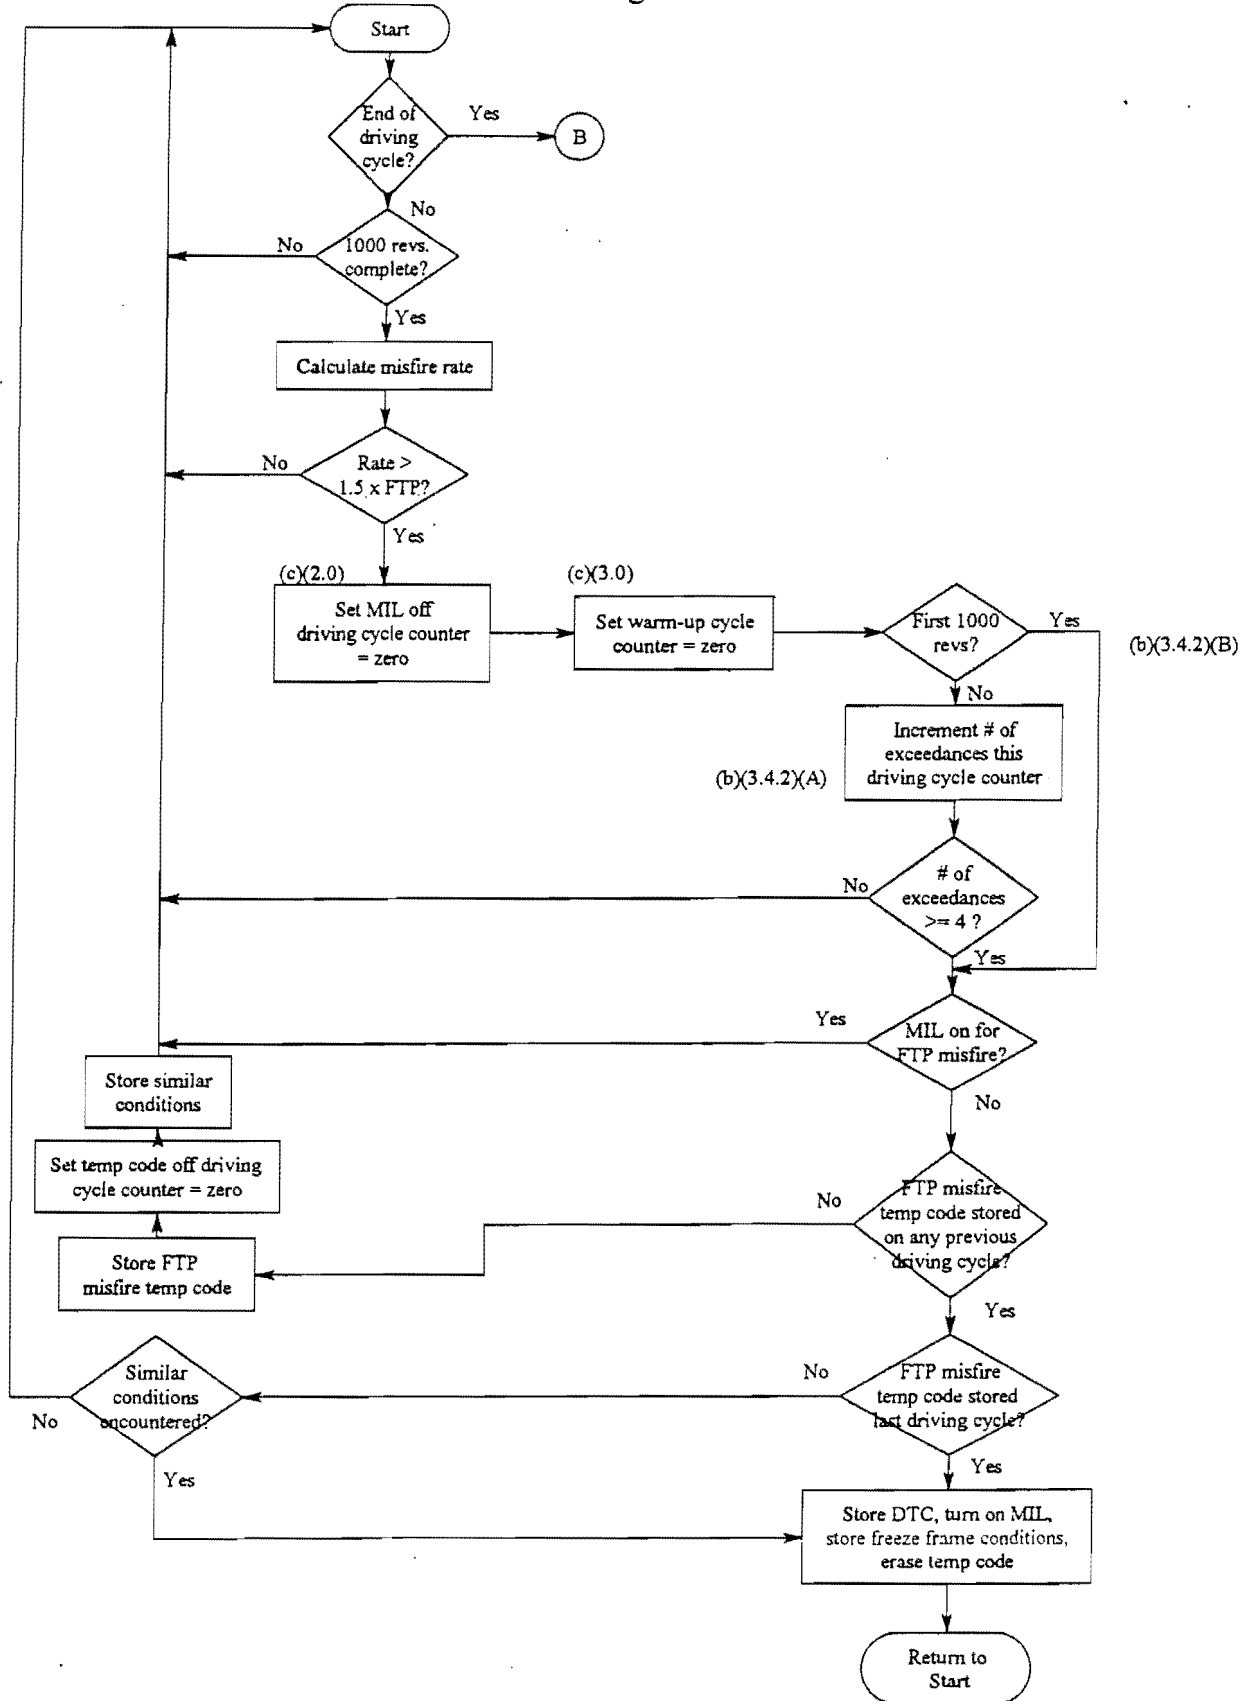 Start
End of
driving
cycle?
Yes
B
No
1000 revs.
complete?
No
Yes
Calculate misfire rate
Rate >
1.5 x FTP?
No
Yes
(c)(2.0)
Set MIL off
driving cycle counter
= zero
(c)(3.0)
Set warm-up cycle
counter = zero
First 1000
revs?
Yes
(b)(3.4.2)(B)
No
Increment # of
exceedances this
driving cycle counter
(b)(3.4.2)(A)
# of
exceedances
>= 4 ?
No
Yes
MIL on for
FTP misfire?
Yes
No
Store similar
conditions
Set temp code off driving
cycle counter = zero
Store FTP
misfire temp code
FTP misfire
temp code stored
on any previous
driving cycle?
No
Yes
FTP misfire
temp code stored
last driving cycle?
No
Similar
conditions
encountered?
No
Yes
Yes
Store DTC, turn on MIL,
store freeze frame conditions,
erase temp code
Return to
Start